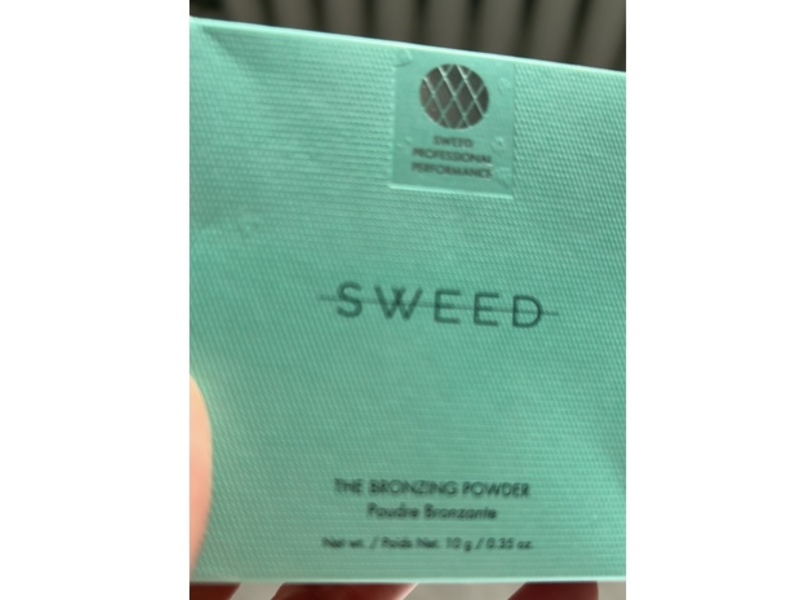 SWEED
PROFESSIONAL
PERFORMANCE
SWEED
THE BRONZING POWDER
Poudre Bronzante
Net wt. / Poids Net. 10 g / 0.35 oz.